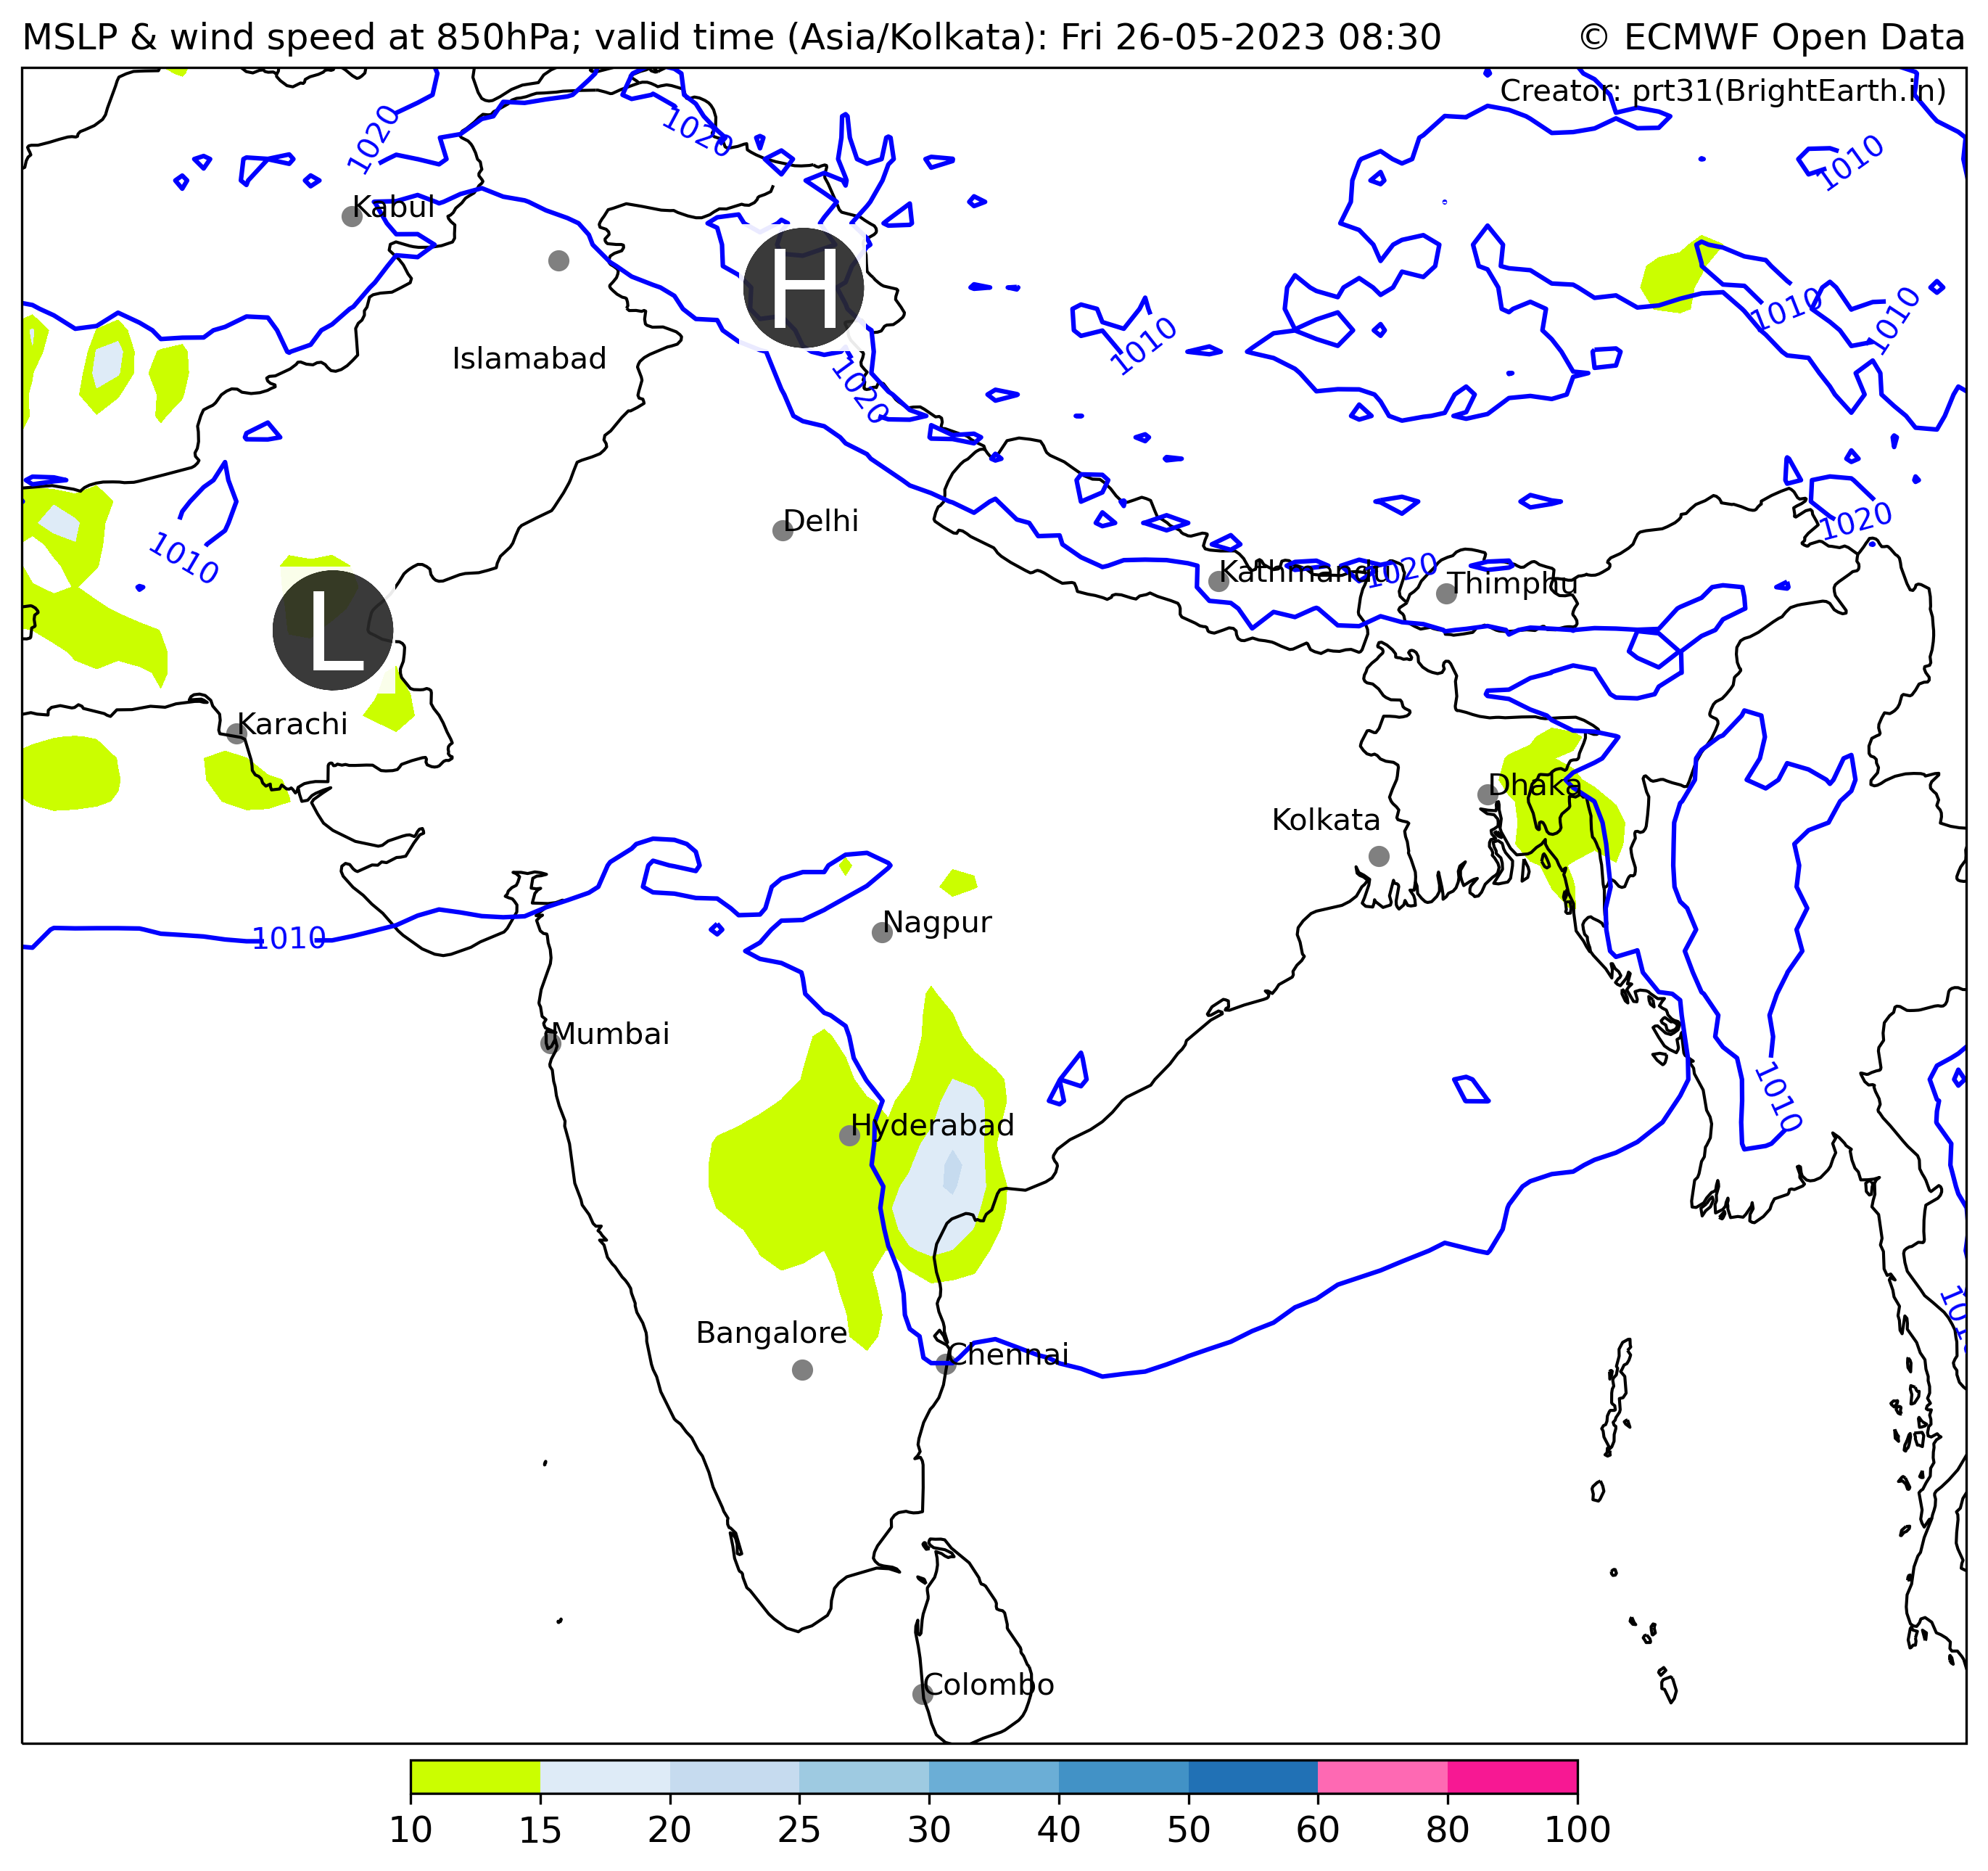 MSLP & wind speed at 850hPa; valid time (Asia/Kolkata): Fri 26-05-2023 08:30
© ECMWF Open Data
Creator: prt31(BrightEarth.in)
1020
1020
1010
Kabul
H
1010
1010
1010
Islamabad
1020
Delhi
1020
1010
Kathmandu
1020
Thimphu
L
Karachi
Dhaka
Kolkata
Nagpur
1010
Mumbai
1010
Hyderabad
Bangalore
Chennai
Colombo
10 15 20 25 30 40 50 60 80 100